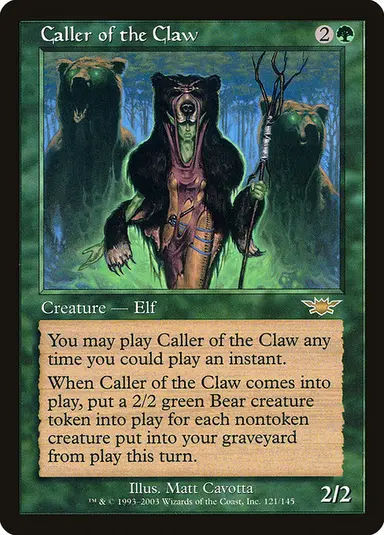 Caller of the Claw 2
Creature — Elf
You may play Caller of the Claw any
time you could play an instant.
When Caller of the Claw comes into
play, put a 2/2 green Bear creature
token into play for each nontoken
creature put into your graveyard
from play this turn.
Illus. Matt Cavotta
™ & © 1993-2003 Wizards of the Coast, Inc. 121/145
2/2